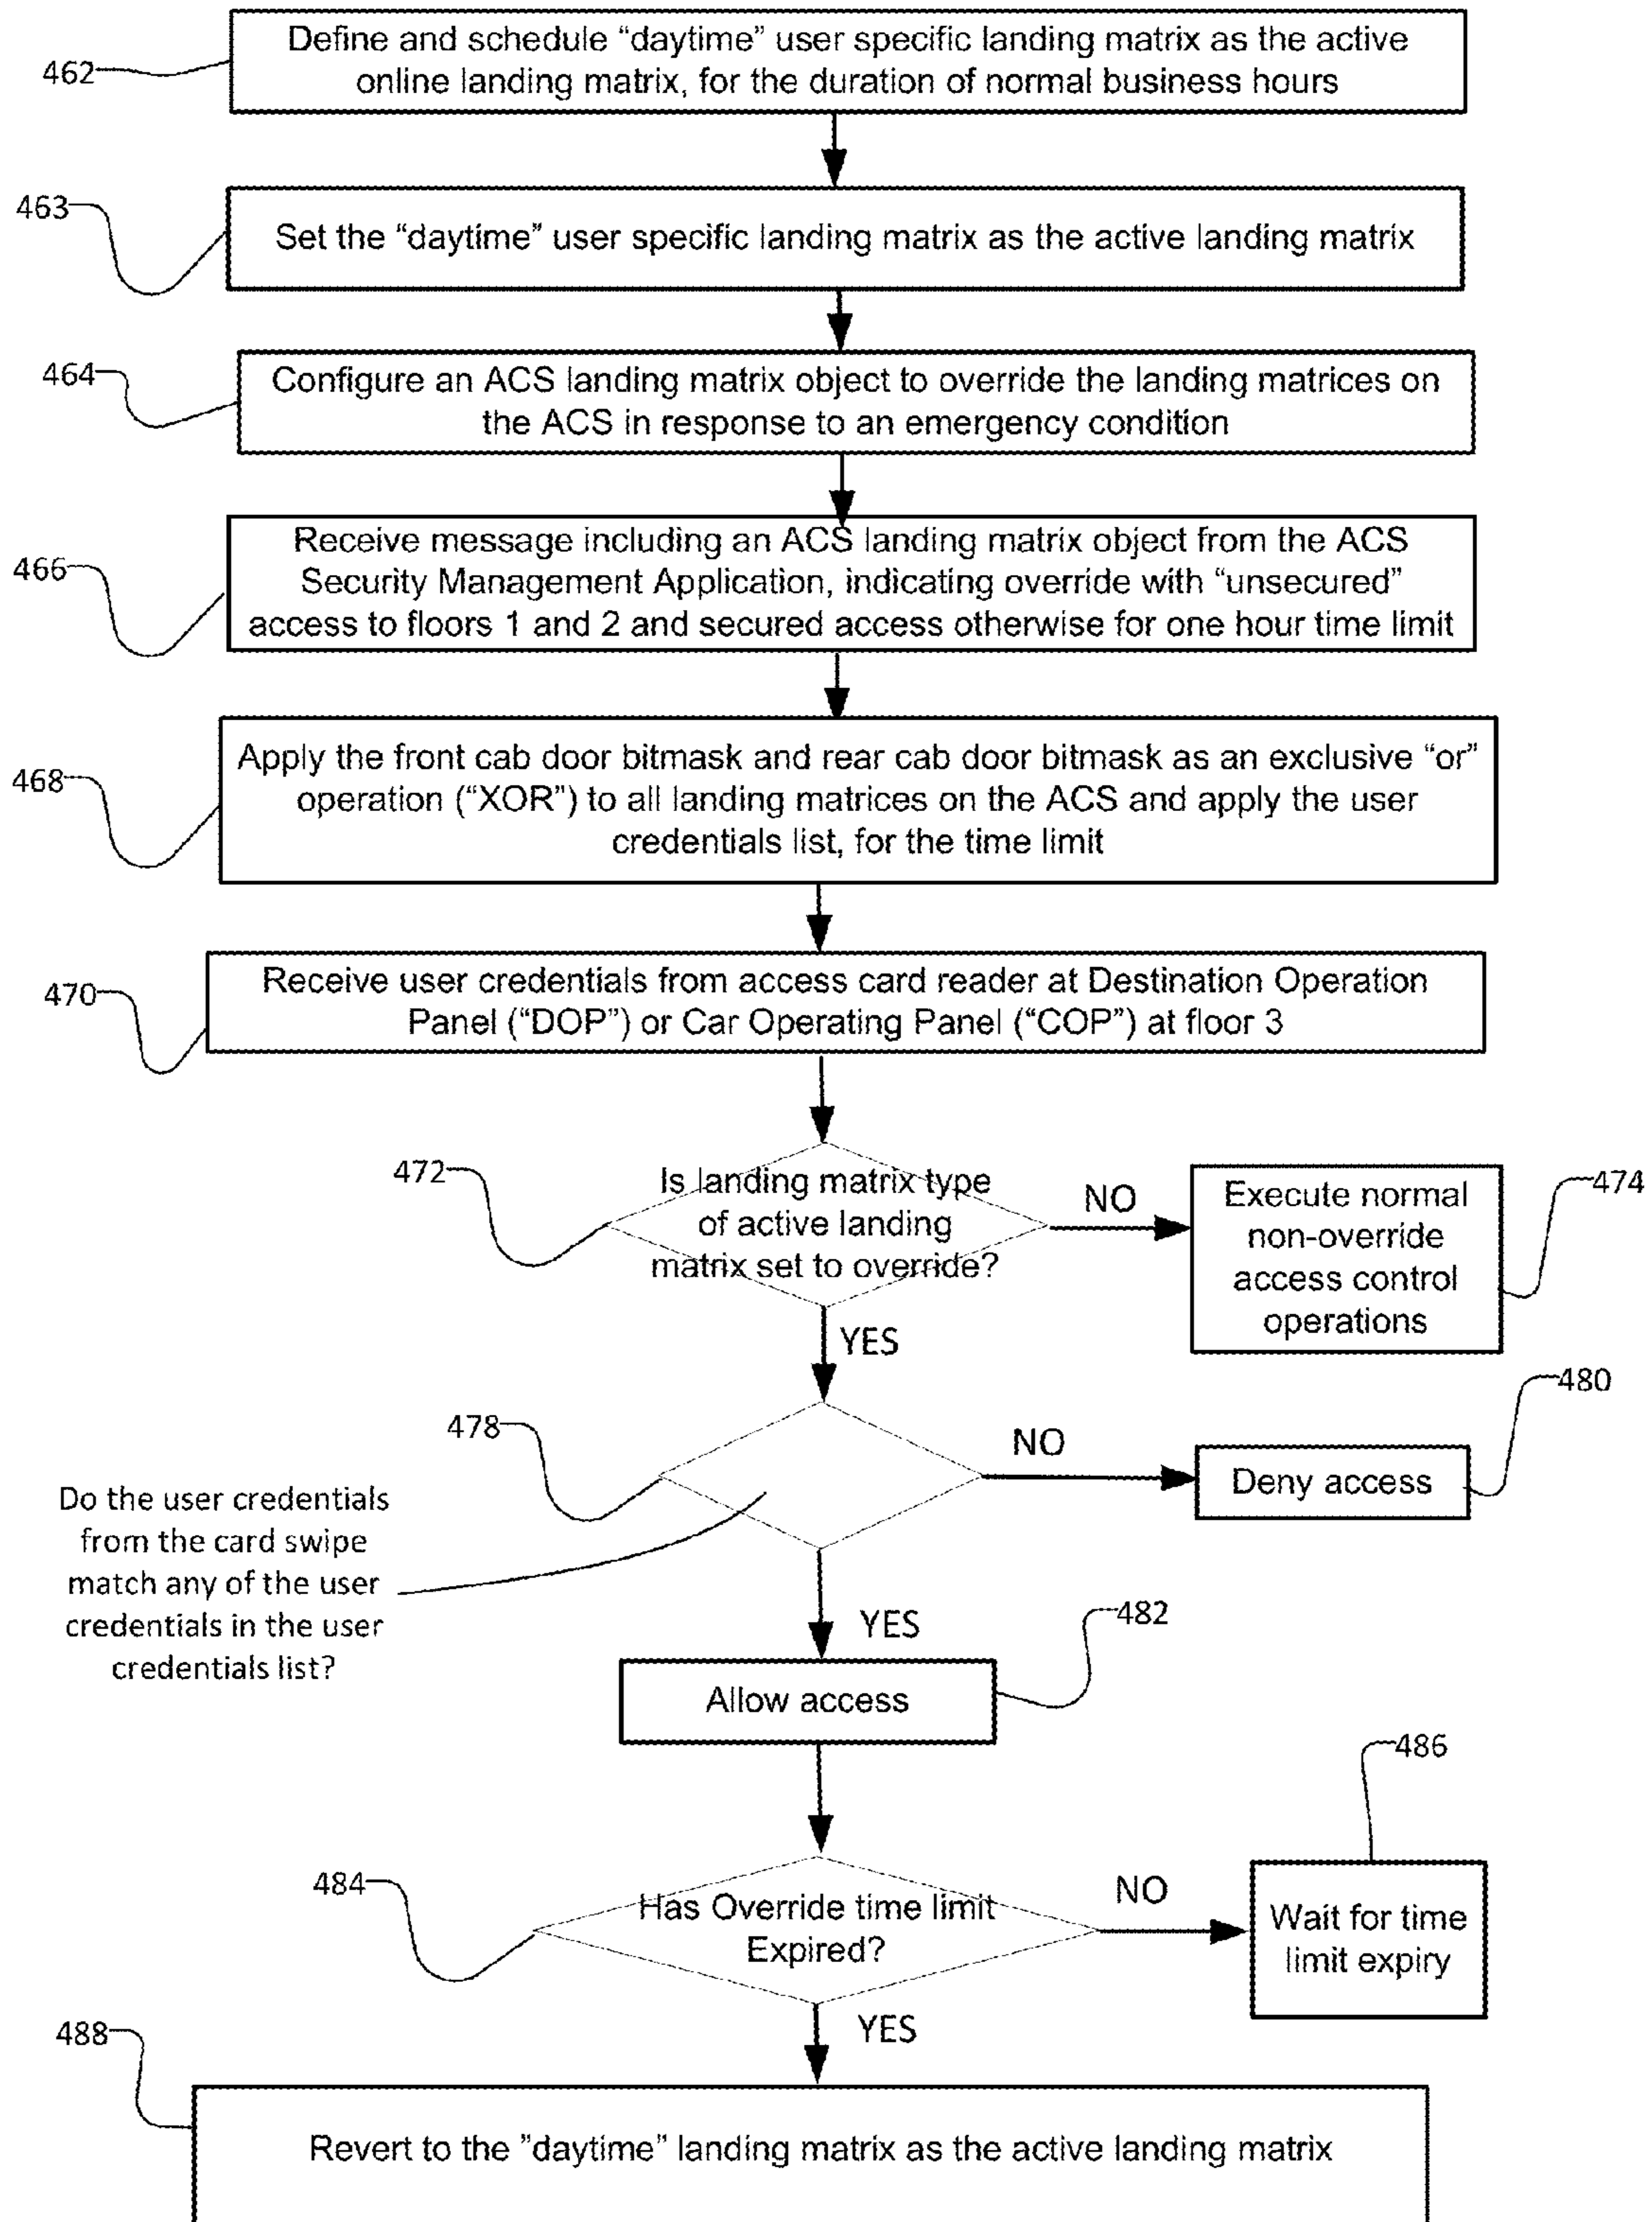 462
Define and schedule “daytime” user specific landing matrix as the active
online landing matrix, for the duration of normal business hours
463
Set the “daytime” user specific landing matrix as the active landing matrix
464
Configure an ACS landing matrix object to override the landing matrices on
the ACS in response to an emergency condition
466
Receive message including an ACS landing matrix object from the ACS
Security Management Application, indicating override with “unsecured”
access to floors 1 and 2 and secured access otherwise for one hour time limit
468
Apply the front cab door bitmask and rear cab door bitmask as an exclusive “or”
operation (“XOR”) to all landing matrices on the ACS and apply the user
credentials list, for the time limit
470
Receive user credentials from access card reader at Destination Operation
Panel (“DOP”) or Car Operating Panel (“COP”) at floor 3
472
Is landing matrix type
of active landing
matrix set to override?
NO
Execute normal
non-override
access control
operations
474
YES
478
NO
Deny access
480
Do the user credentials
from the card swipe
match any of the user
credentials in the user
credentials list?
YES
482
Allow access
484
Has Override time limit
Expired?
NO
486
Wait for time
limit expiry
YES
488
Revert to the ”daytime” landing matrix as the active landing matrix